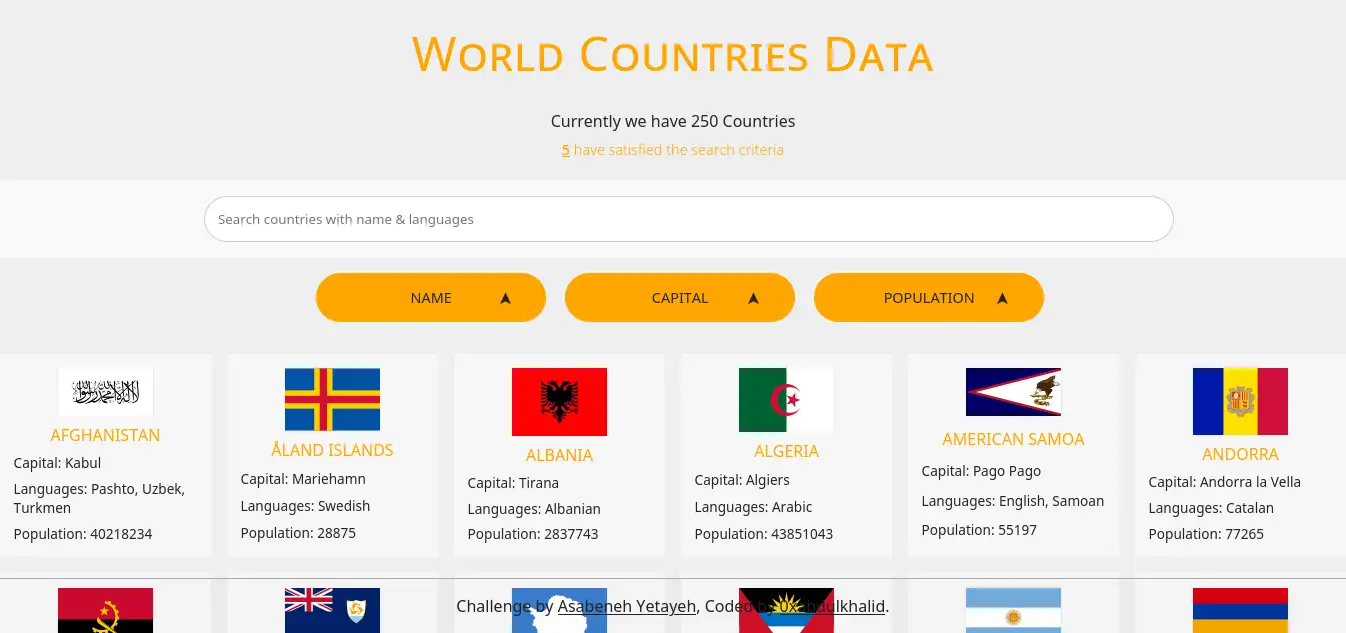 World Countries Data
Currently we have 250 Countries
5 have satisfied the search criteria
Search countries with name & languages
NAME
CAPITAL
POPULATION
AFGHANISTAN
Capital: Kabul
Languages: Pashto, Uzbek,
Turkmen
Population: 40218234
ÅLAND ISLANDS
Capital: Mariehamn
Languages: Swedish
Population: 28875
ALBANIA
Capital: Tirana
Languages: Albanian
Population: 2837743
ALGERIA
Capital: Algiers
Languages: Arabic
Population: 43851043
AMERICAN SAMOA
Capital: Pago Pago
Languages: English, Samoan
Population: 55197
ANDORRA
Capital: Andorra la Vella
Languages: Catalan
Population: 77265
Challenge by Asabeneh Yetayeh, Coded by 0xabdulkhalid.